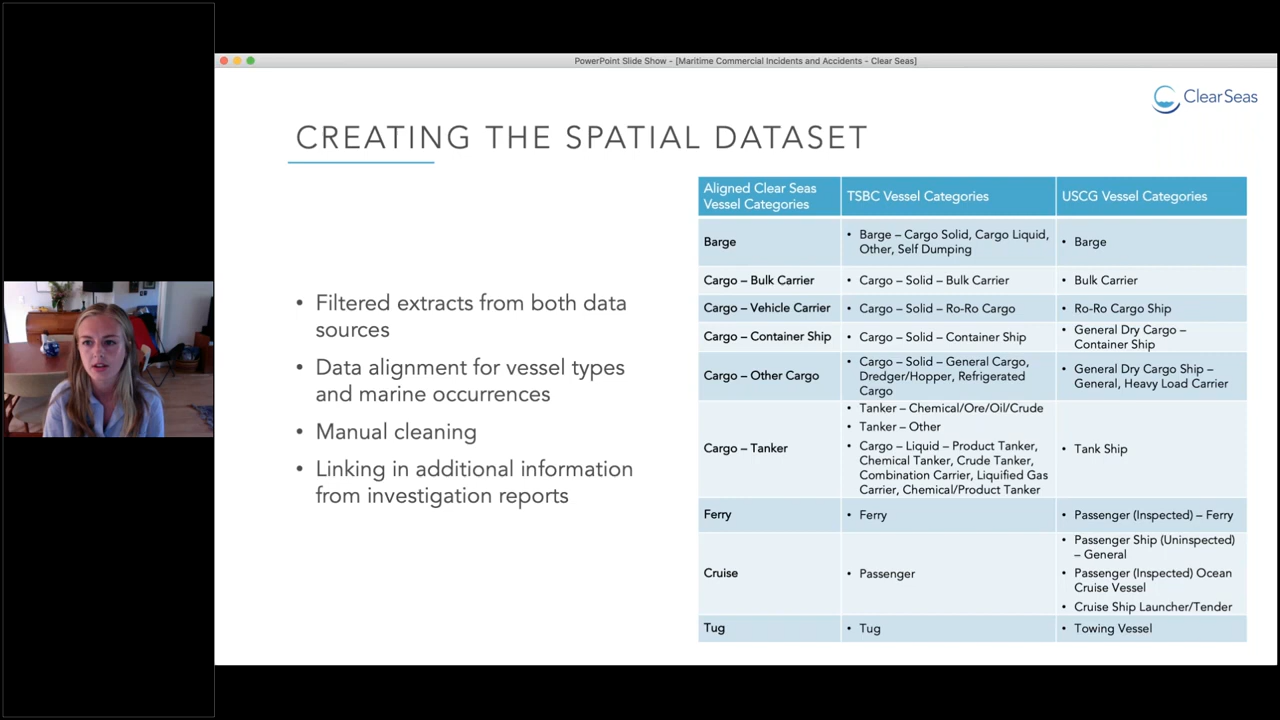 PowerPoint Slide Show - [Maritime Commercial Incidents and Accidents - Clear Seas]
ClearSeas
CREATING THE SPATIAL DATASET
• Filtered extracts from both data
sources
• Data alignment for vessel types
and marine occurrences
• Manual cleaning
• Linking in additional information
from investigation reports
Aligned Clear Seas
Vessel Categories
TSBC Vessel Categories
USCG Vessel Categories
Barge
• Barge – Cargo Solid, Cargo Liquid,
Other, Self Dumping
• Barge
Cargo – Bulk Carrier
• Cargo – Solid – Bulk Carrier
• Bulk Carrier
Cargo – Vehicle Carrier
• Cargo – Solid – Ro-Ro Cargo
• Ro-Ro Cargo Ship
Cargo – Container Ship
• Cargo – Solid – Container Ship
• General Dry Cargo –
Container Ship
Cargo – Other Cargo
• Cargo – Solid – General Cargo,
Dredger/Hopper, Refrigerated
Cargo
• General Dry Cargo Ship –
General, Heavy Load Carrier
Cargo – Tanker
• Tanker – Chemical/Ore/Oil/Crude
• Tanker – Other
• Cargo – Liquid – Product Tanker,
Chemical Tanker, Crude Tanker,
Combination Carrier, Liquified Gas
Carrier, Chemical/Product Tanker
• Tank Ship
Ferry
• Ferry
• Passenger (Inspected) – Ferry
Cruise
• Passenger
• Passenger Ship (Uninspected)
– General
• Passenger (Inspected) Ocean
Cruise Vessel
• Cruise Ship Launcher/Tender
Tug
• Tug
• Towing Vessel